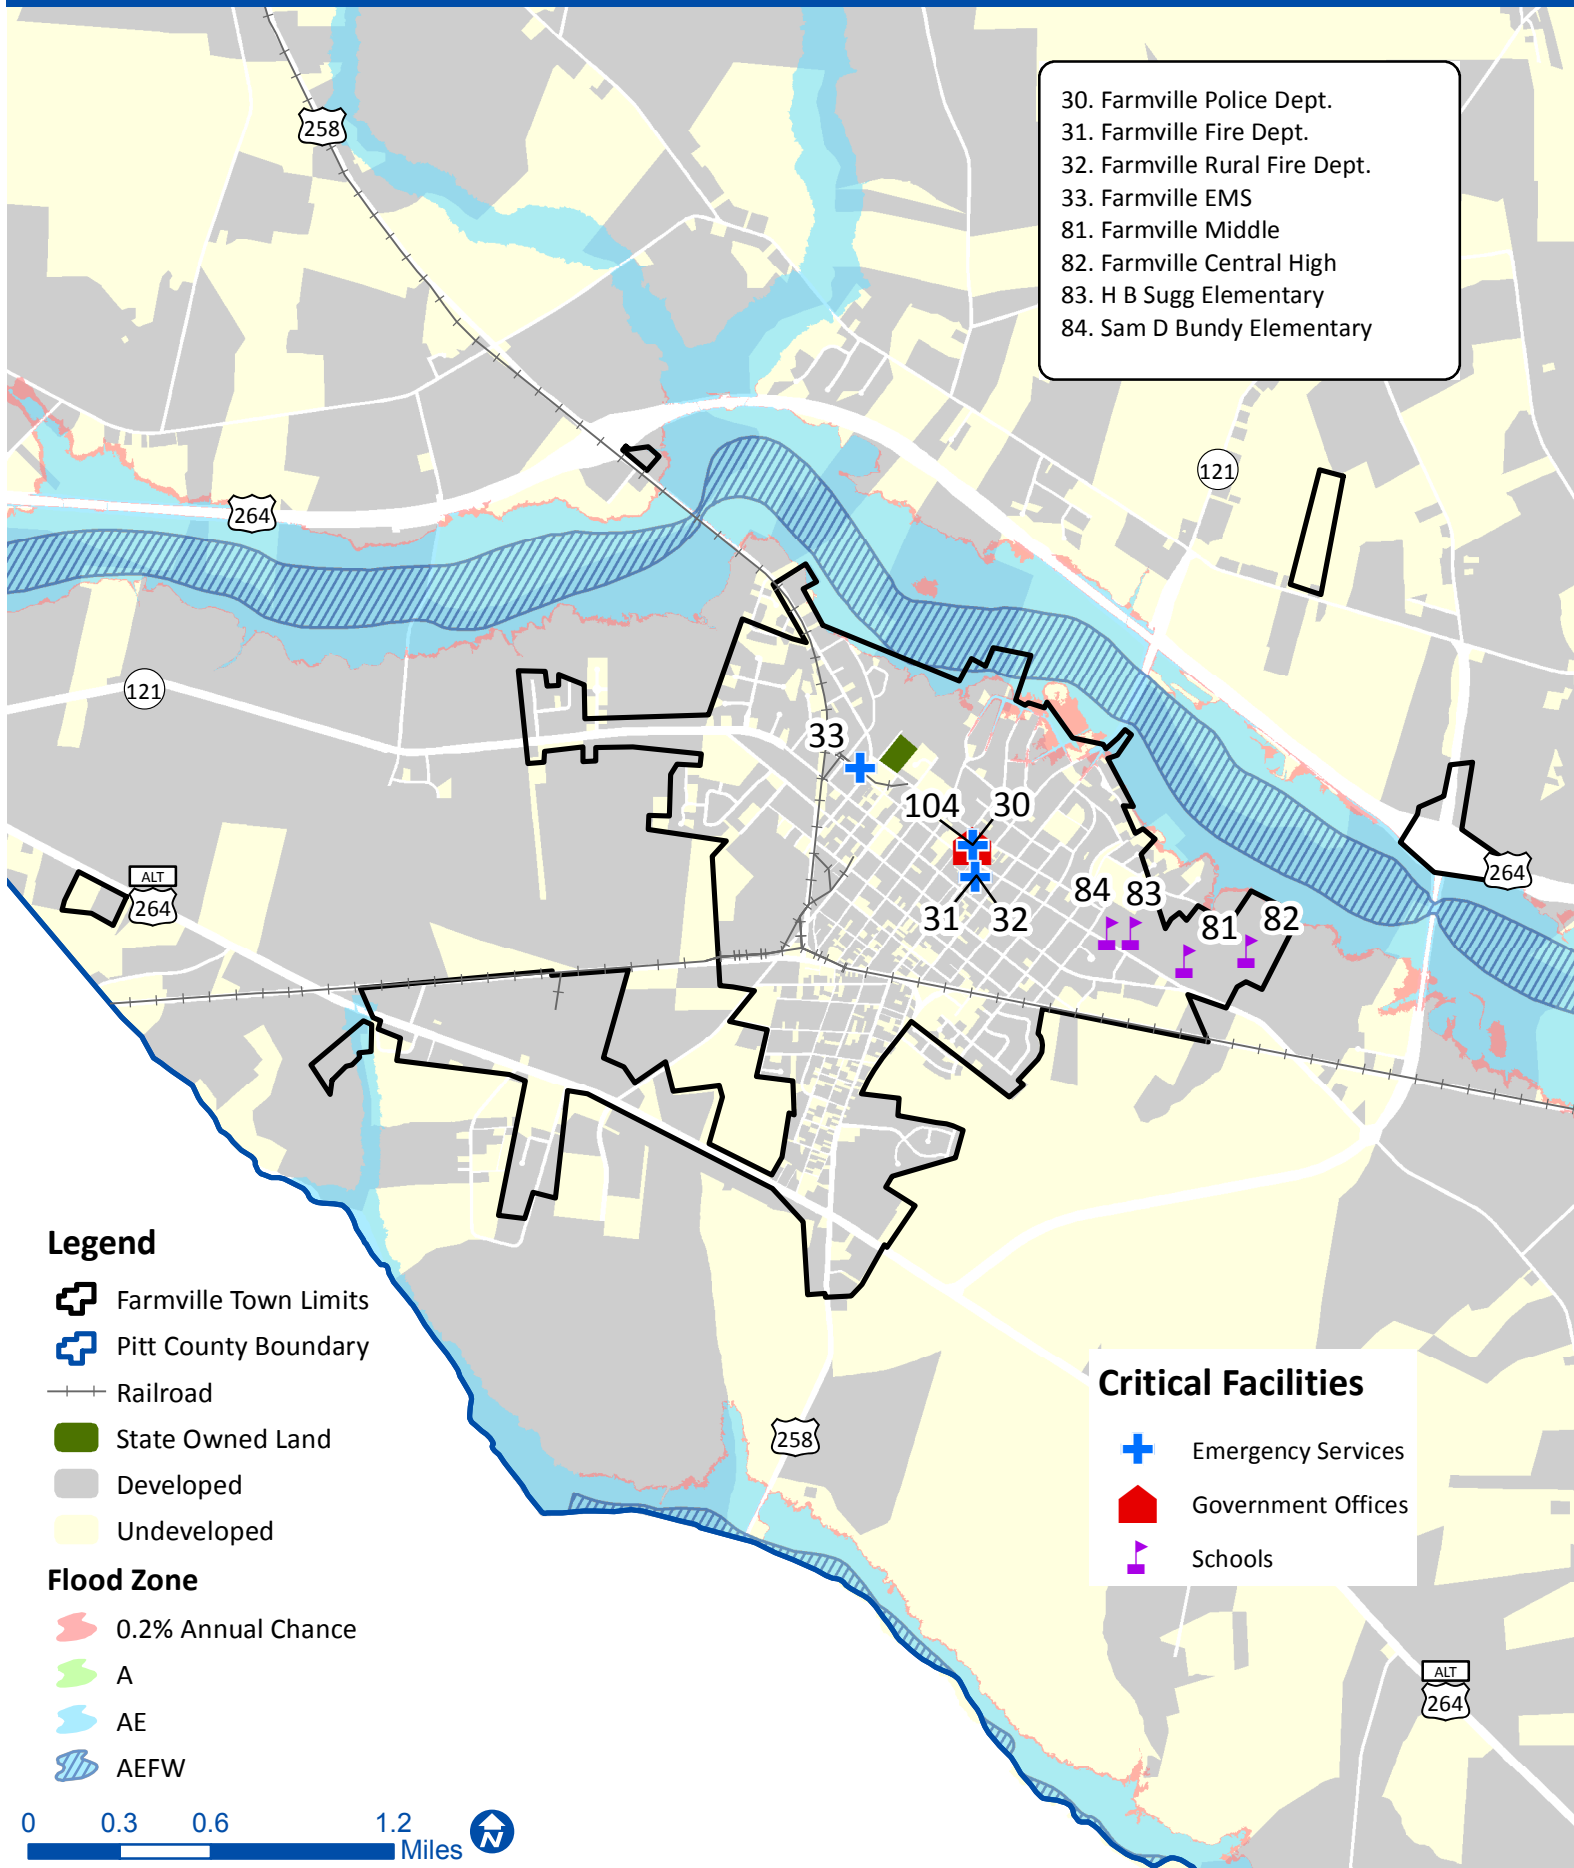 30. Farmville Police Dept.
31. Farmville Fire Dept.
32. Farmville Rural Fire Dept.
33. Farmville EMS
81. Farmville Middle
82. Farmville Central High
83. H B Sugg Elementary
84. Sam D Bundy Elementary
258
121
264
121
33
104
30
ALT
264
264
84
83
31
32
81
82
Legend
Farmville Town Limits
Pitt County Boundary
Railroad
State Owned Land
Developed
Undeveloped
Flood Zone
0.2% Annual Chance
A
AE
AEFW
258
Critical Facilities
Emergency Services
Government Offices
Schools
ALT
264
0 0.3 0.6 1.2
Miles
N